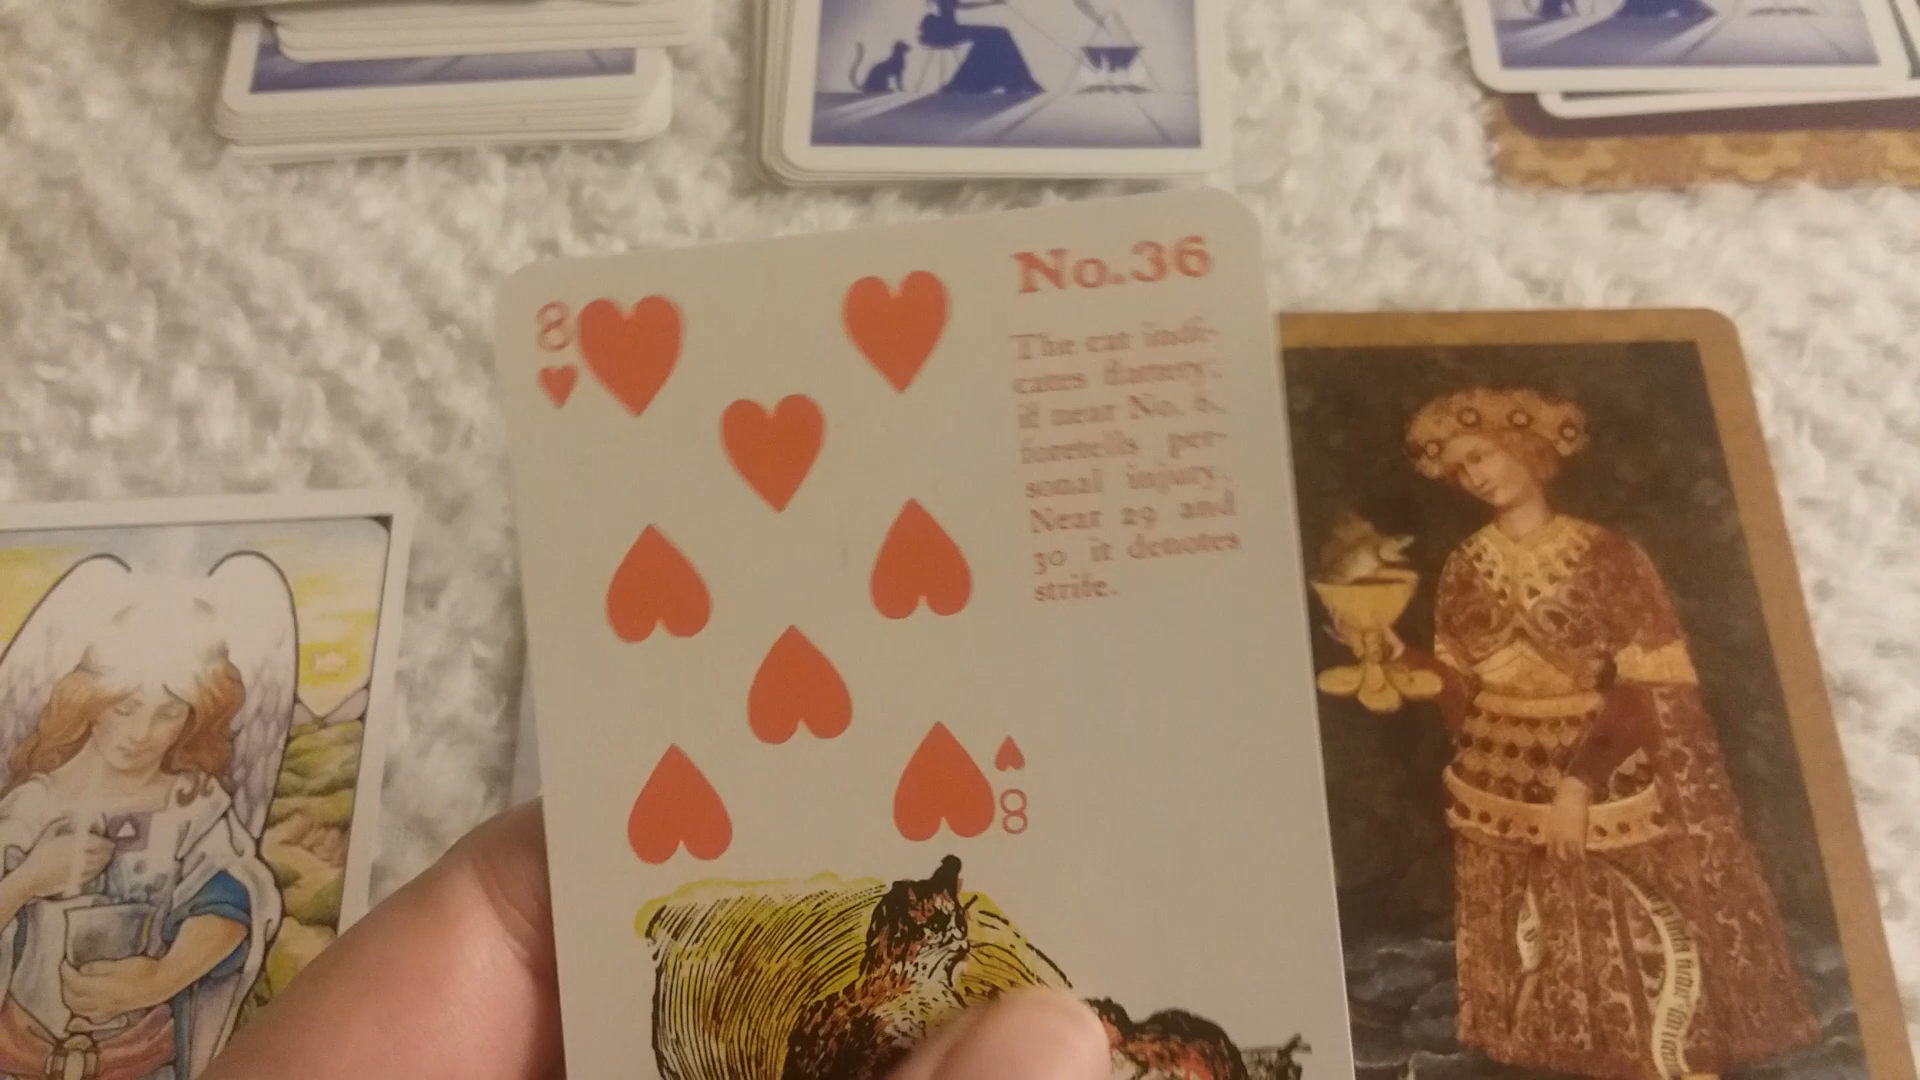 8
No.36
The cat indi-
cates flattery;
if near No. 6,
foretells per-
sonal injury.
Near 29 and
30 it denotes
strife.
8